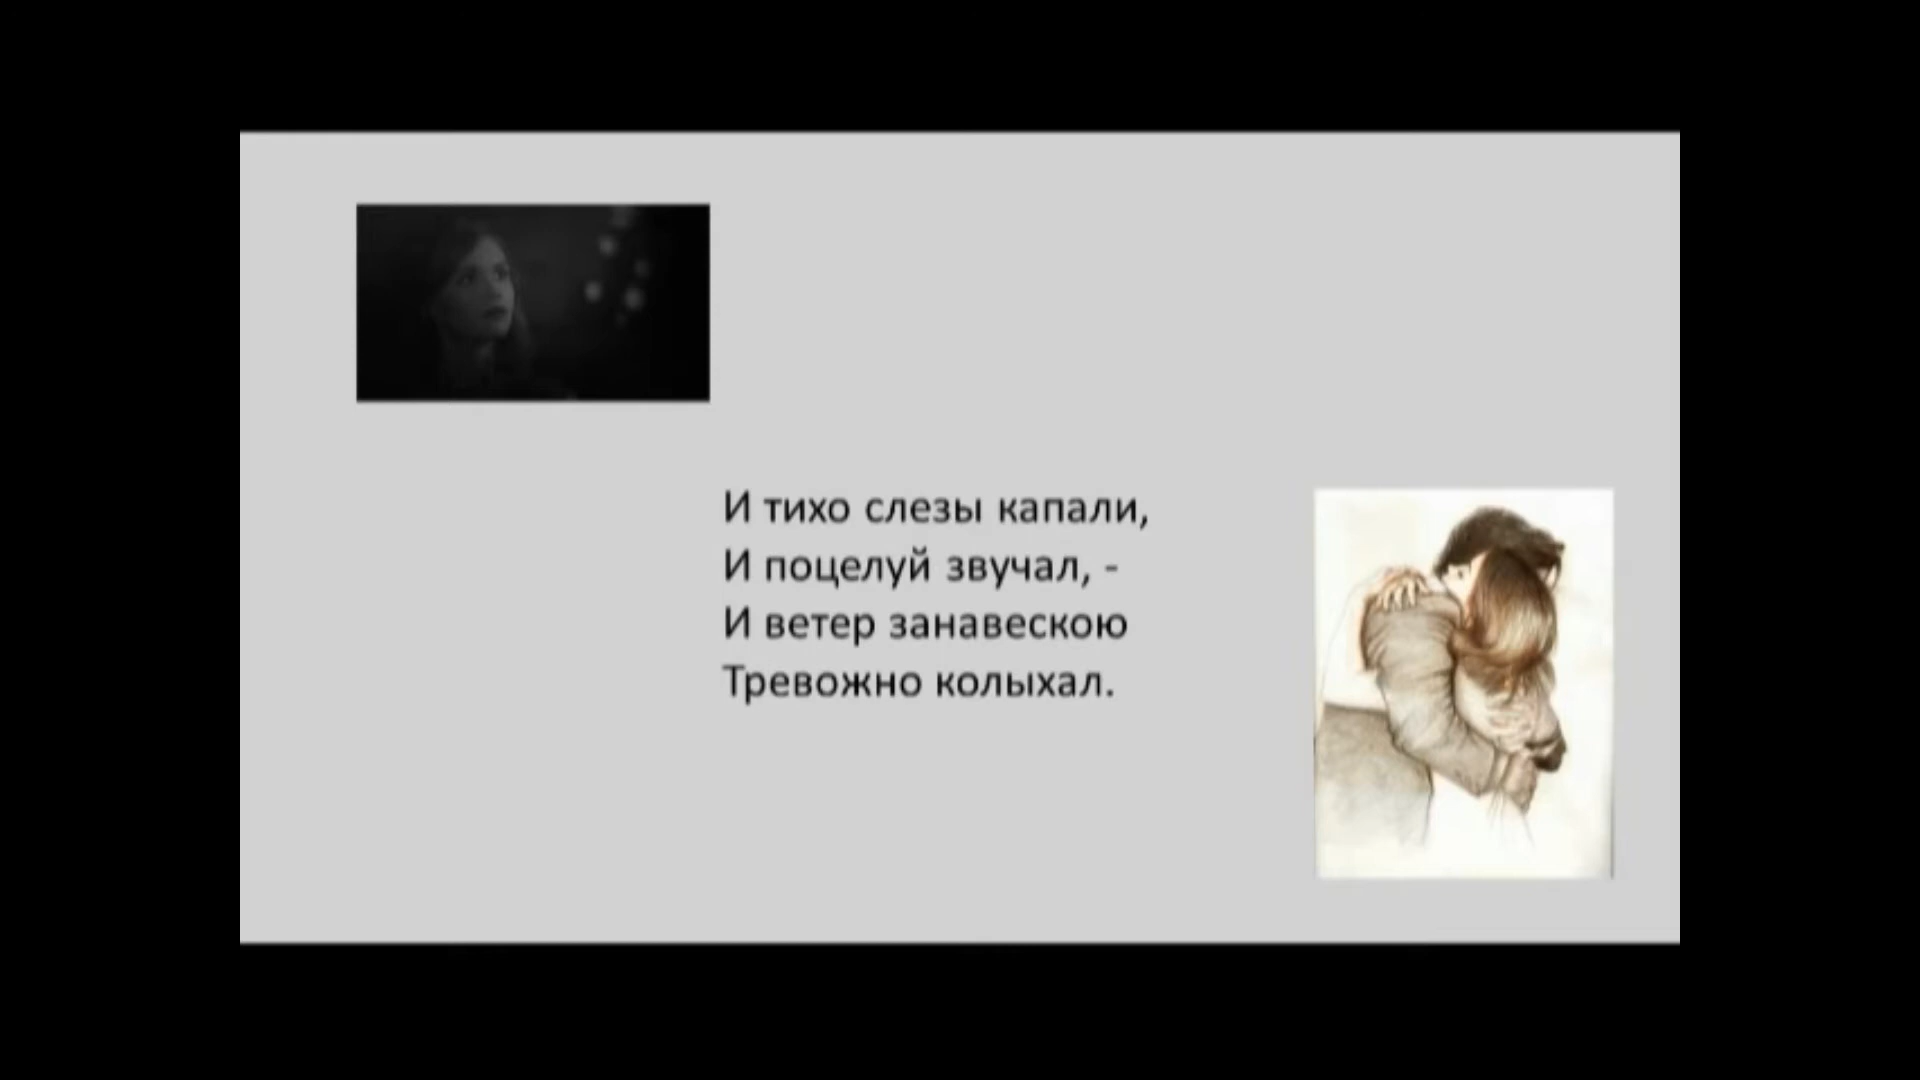 И тихо слезы капали,
И поцелуй звучал, -
И ветер занавескою
Тревожно колыхал.